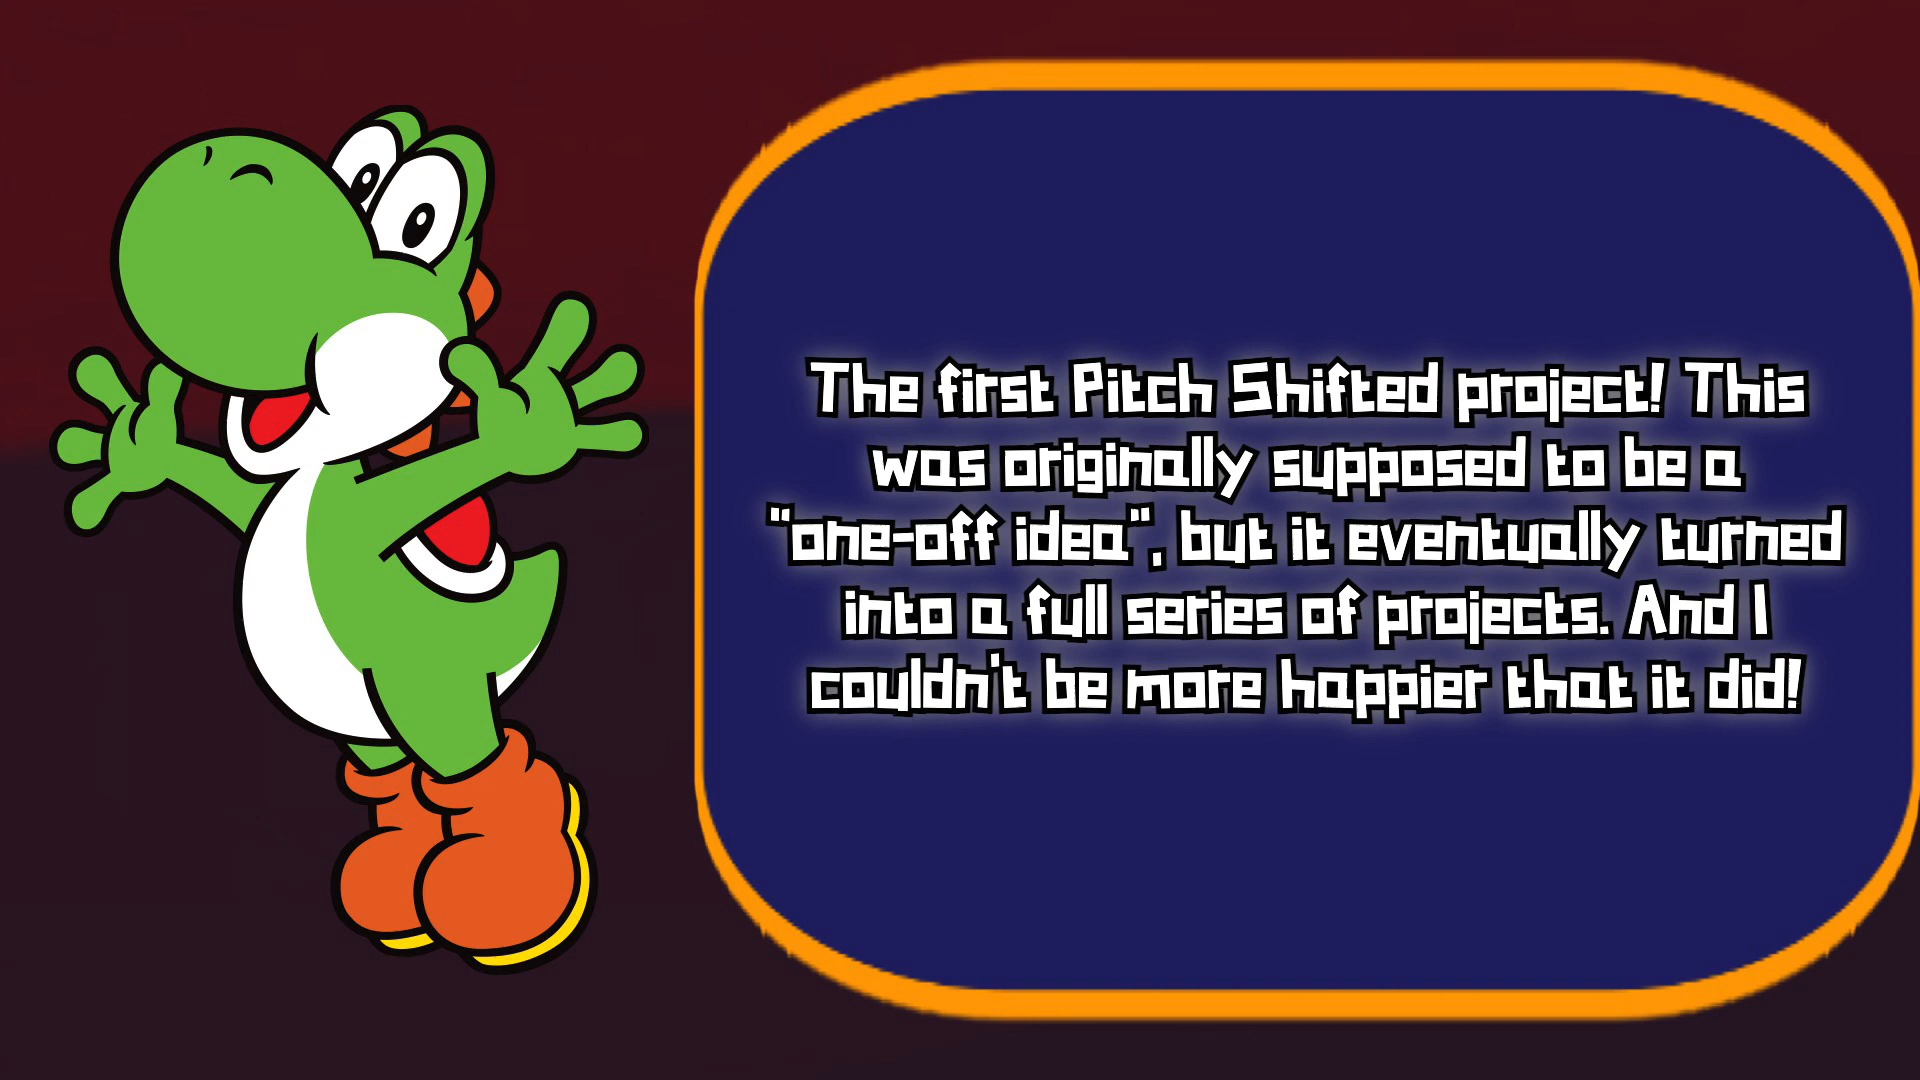 The first Pitch Shifted project! This
was originally supposed to be a
"one-off idea", but it eventually turned
into a full series of projects. And I
couldn't be more happier that it did!